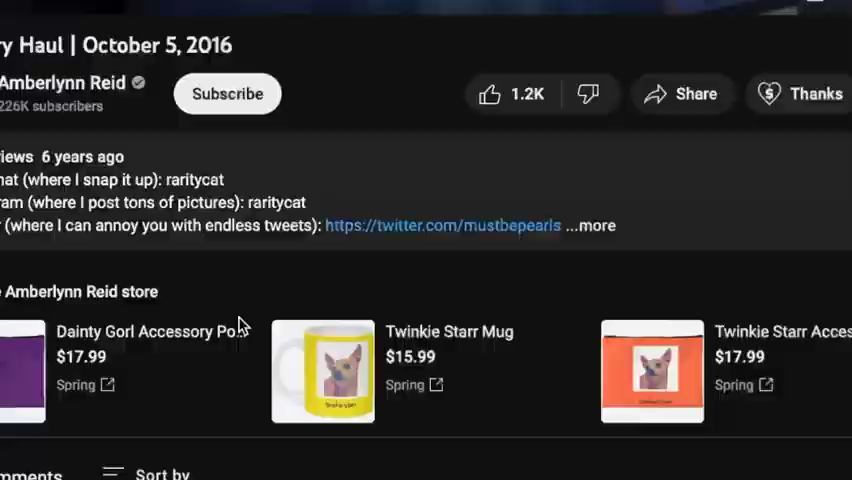 ry Haul | October 5, 2016
Amberlynn Reid
226K subscribers
Subscribe
1.2K
Share
Thanks
iews 6 years ago
hat (where I snap it up): raritycat
ram (where I post tons of pictures): raritycat
r (where I can annoy you with endless tweets): https://twitter.com/mustbepearls ...more
e Amberlynn Reid store
Dainty Gorl Accessory Po...
$17.99
Spring
Twinkie Starr Mug
$15.99
Spring
Twinkie Starr Acces
$17.99
Spring
mments
Sort by